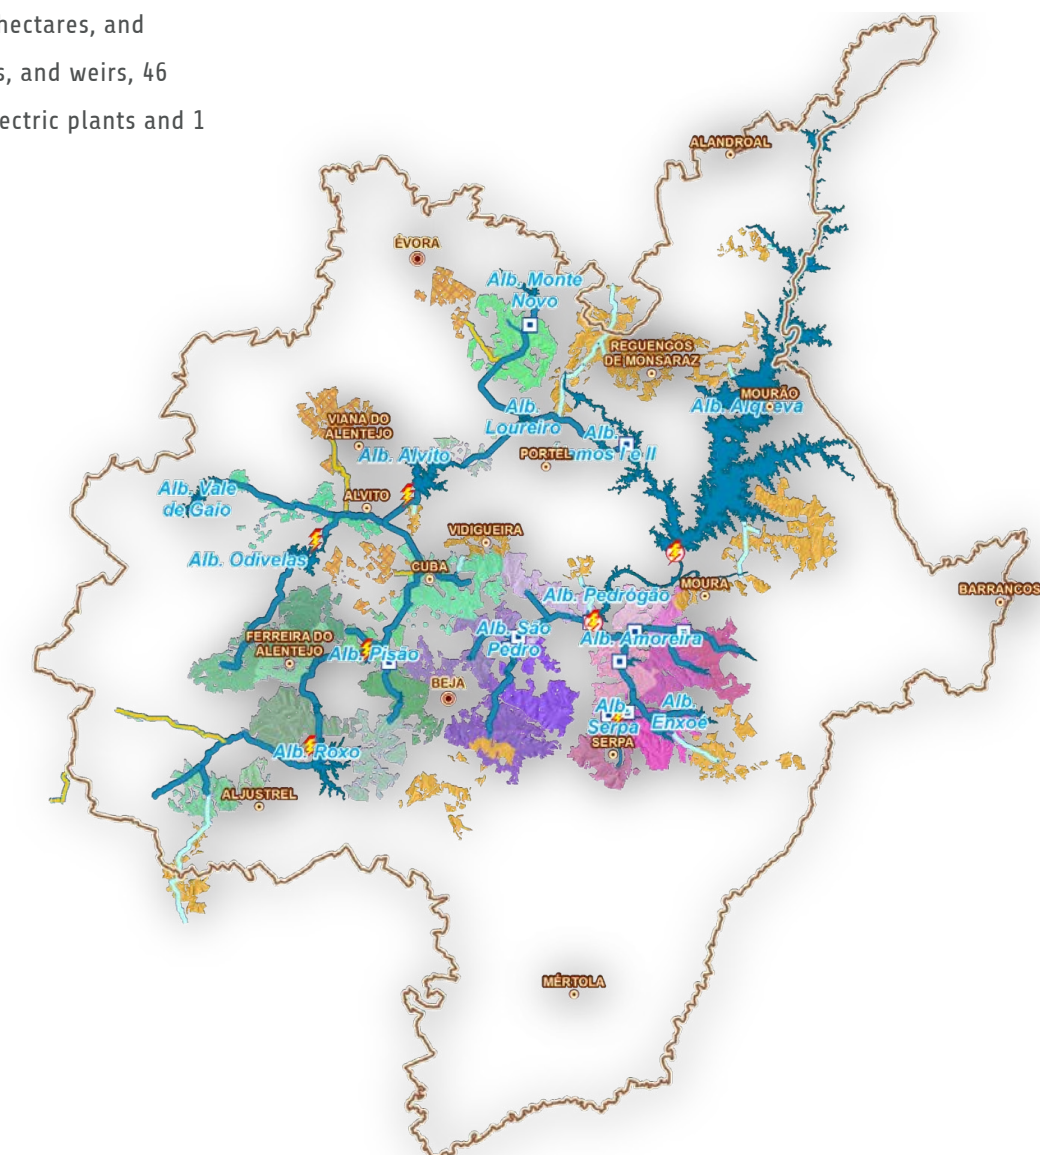 hectares, and
s, and weirs, 46
ectric plants and 1
ALANDROAL
ÉVORA
Alb. Monte
Novo
REGUENGOS
DE MONSARAZ
MOURÃO
Alb. Alqueva
VIANA DO
ALENTEJO
Alb.
Loureiro
Alb.
amos I e II
PORTEL
Alb. Alvito
Alb. Vale
de Gaio
ALVITO
VIDIGUEIRA
Alb. Odivelas
CUBA
MOURA
BARRANCOS
Alb. Pedrógão
FERREIRA DO
ALENTEJO
Alb. São
Pedro
Alb. Amoreira
Alb. Pisão
BEJA
Alb.
Serpa
Alb.
Enxoé
SERPA
Alb. Roxo
ALJUSTREL
MÉRTOLA